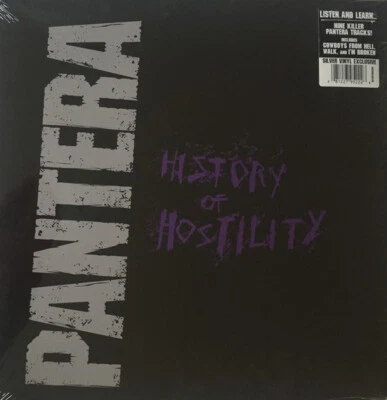 PANTERA
HISTORY
OF
HOSTILITY
LISTEN AND LEARN:
NINE KILLER
PANTERA TRACKS!
INCLUDES
COWBOYS FROM HELL,
WALK, AND I'M BROKEN
SILVER VINYL EXCLUSIVE